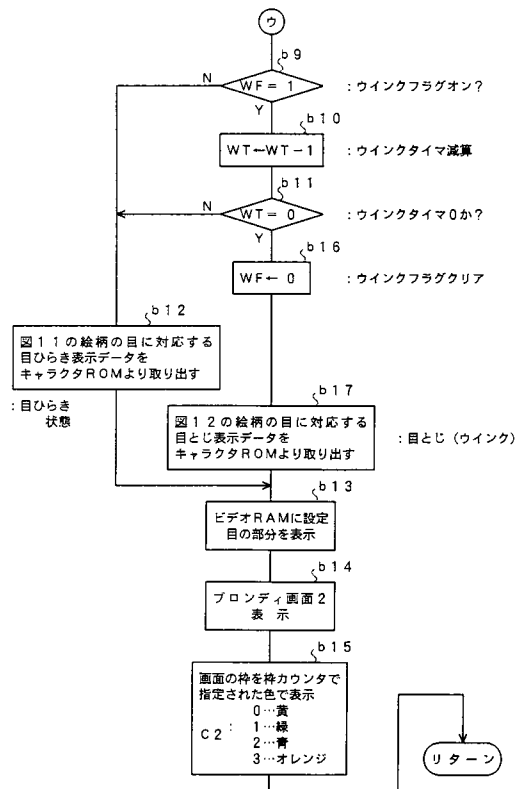 ウ
b9
N
WF=1
:ウインクフラグオン?
Y
b10
WT←WT-1
:ウインクタイマ減算
b11
N
WT=0
:ウインクタイマ0か?
Y
b16
WF←0
:ウインクフラグクリア
b12
図11の絵柄の目に対応する
目ひらき表示データを
キャラクタROMより取り出す
:目ひらき
状態
b17
図12の絵柄の目に対応する
目とじ表示データを
キャラクタROMより取り出す
:目とじ(ウインク)
b13
ビデオRAMに設定
目の部分を表示
b14
ブロンディ画面2
表 示
b15
画面の枠を枠カウンタで
指定された色で表示
0…黄
C2: 1…緑
2…青
3…オレンジ
リターン